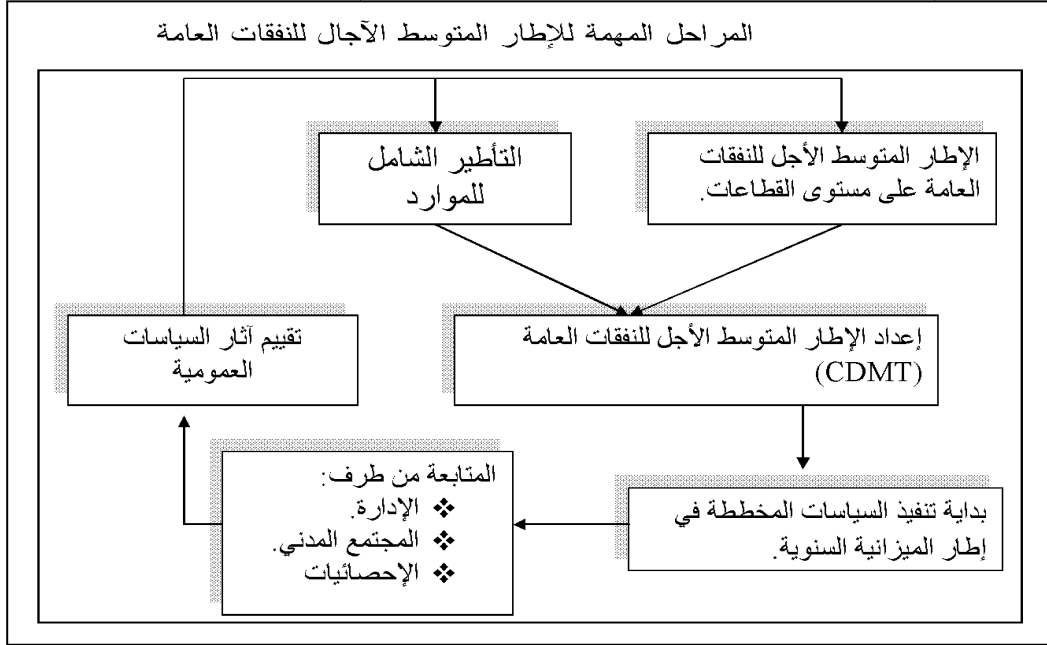 المراحل المهمة للإطار المتوسط الآجال للنفقات العامة
الإطار المتوسط الأجل للنفقات
العامة على مستوى القطاعات.
التأطير الشامل
للموارد
إعداد الإطار المتوسط الأجل للنفقات العامة
(CDMT)
تقييم آثار السياسات
العمومية
بداية تنفيذ السياسات المخططة في
إطار الميزانية السنوية.
المتابعة من طرف:
❖ الإدارة.
❖ المجتمع المدني.
❖ الإحصائيات